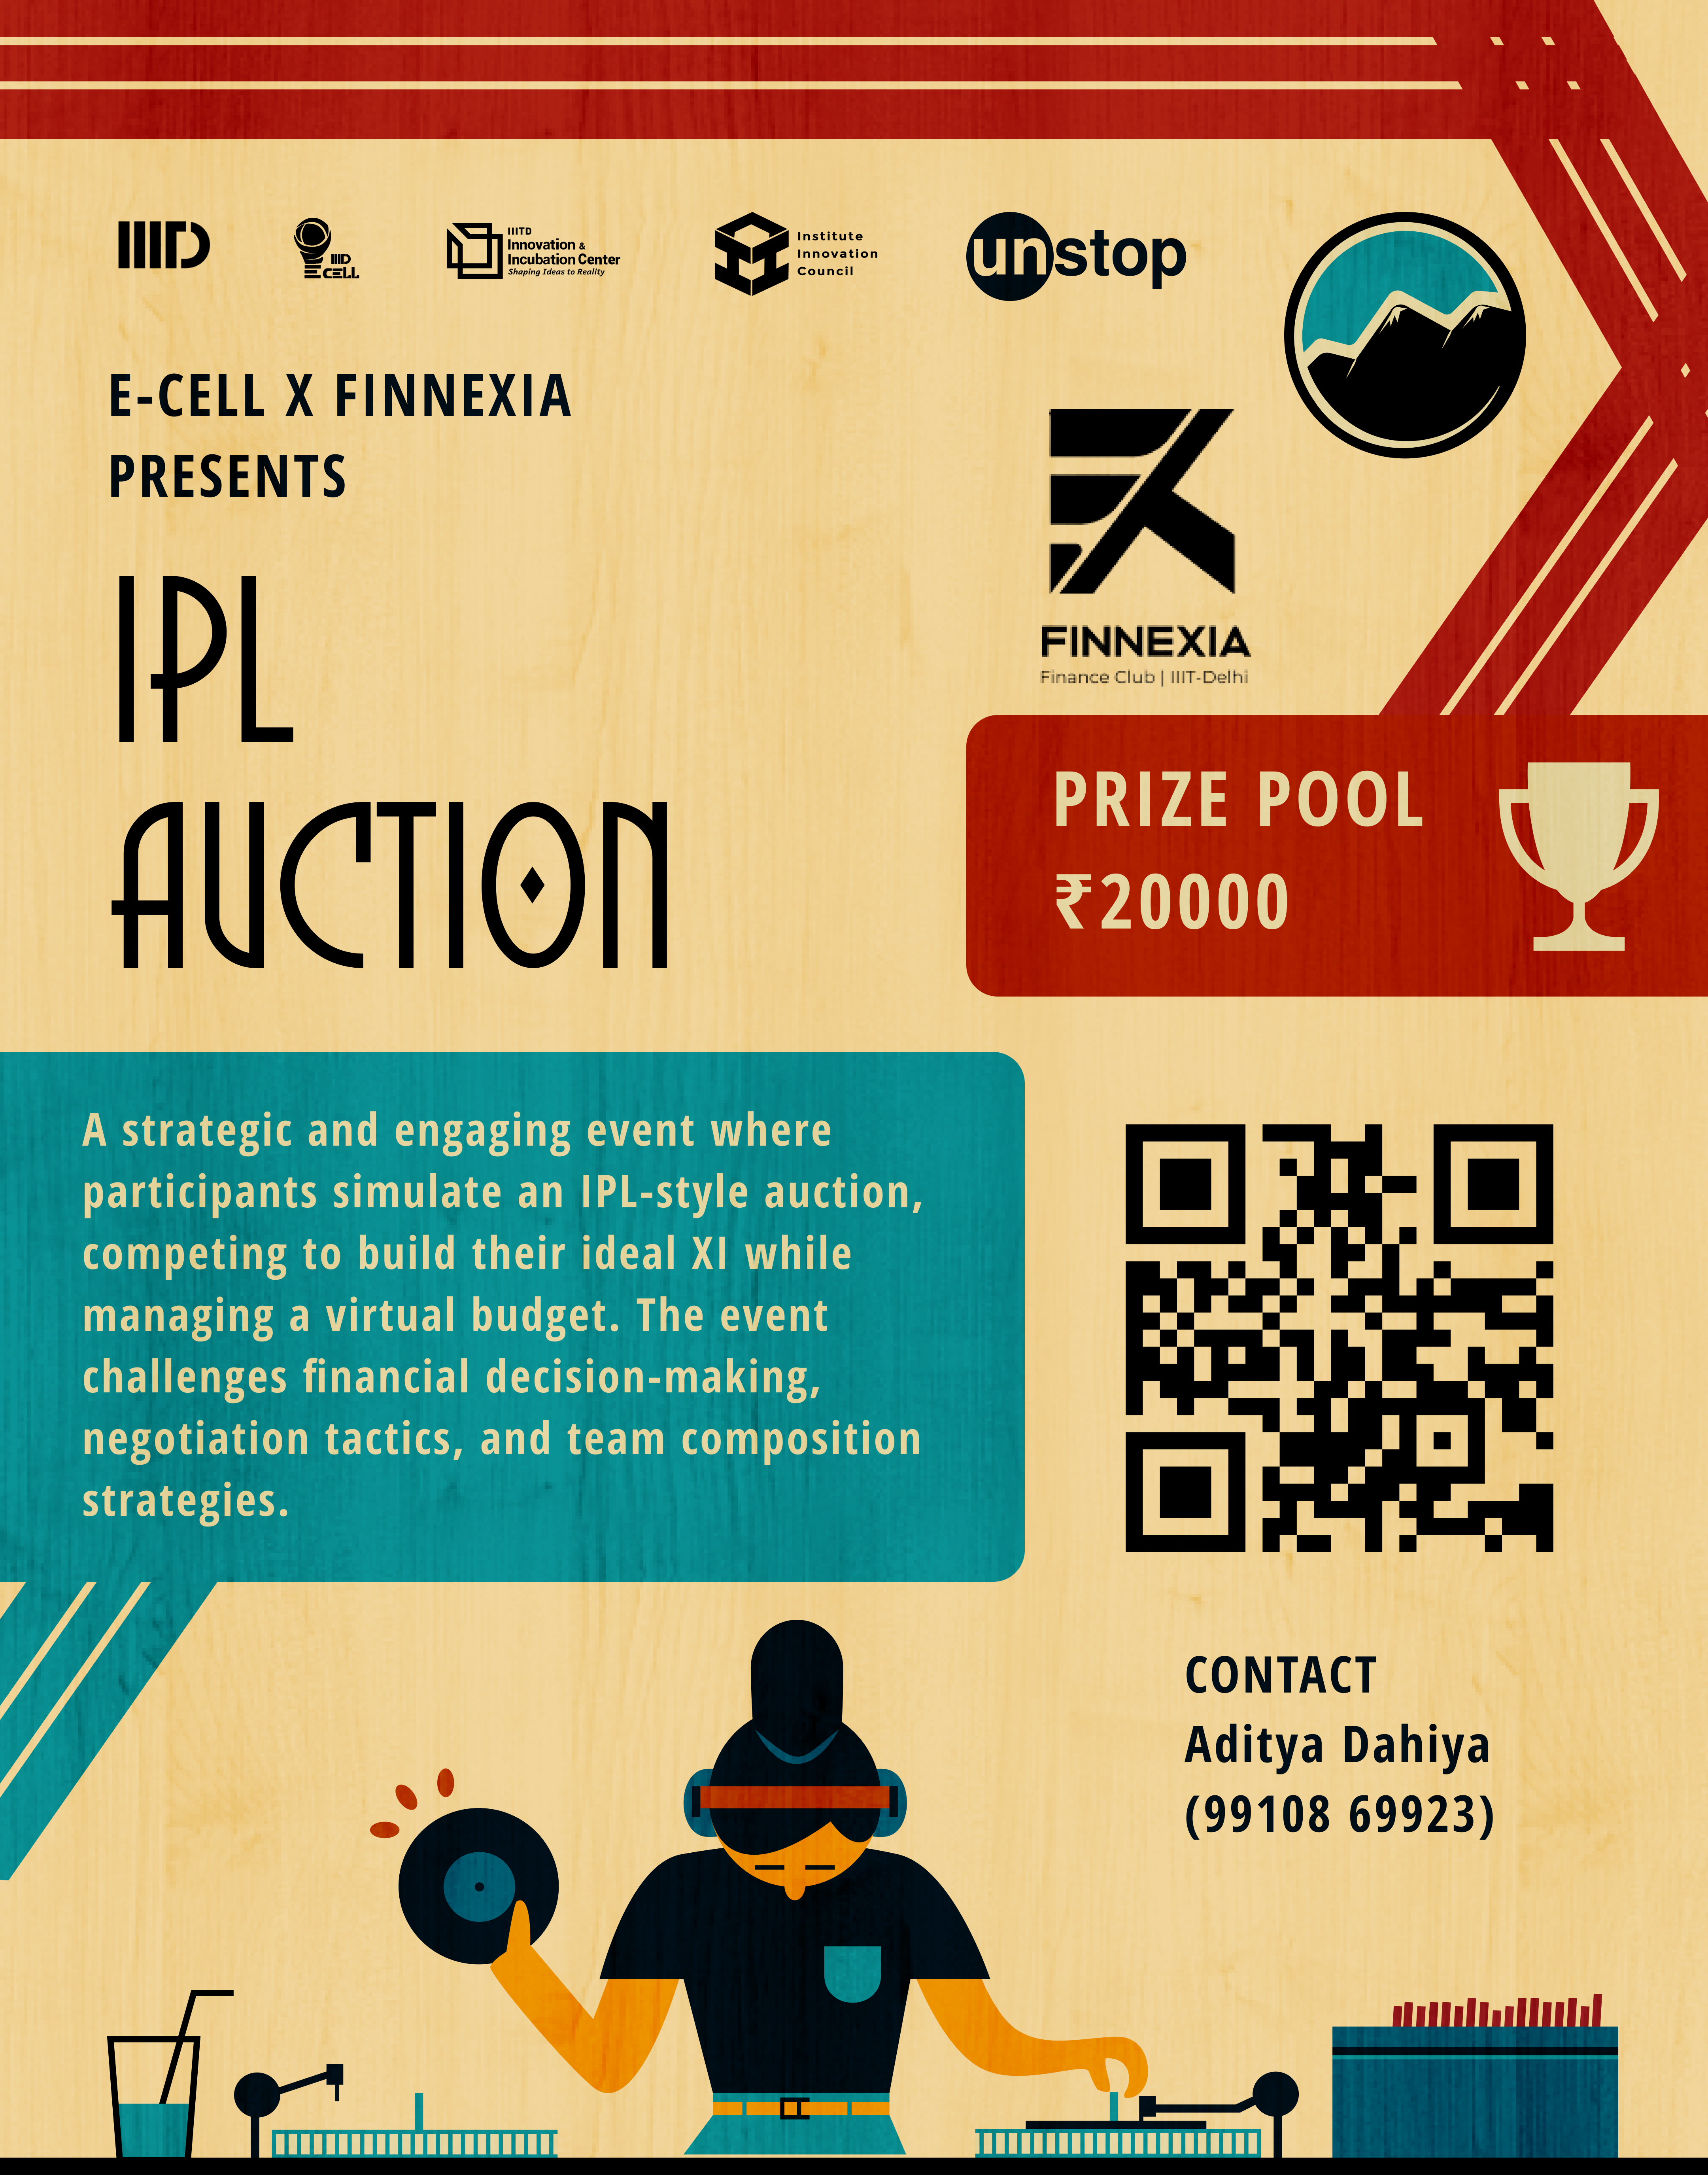 IIID
IIID
E CELL
IIITD
Innovation &
Incubation Center
Shaping Ideas to Reality
Institute
Innovation
Council
unstop
E-CELL X FINNEXIA
PRESENTS
FINNEXIA
Finance Club | IIIT-Delhi
IPL
AUCTION
PRIZE POOL
₹20000
A strategic and engaging event where
participants simulate an IPL-style auction,
competing to build their ideal XI while
managing a virtual budget. The event
challenges financial decision-making,
negotiation tactics, and team composition
strategies.
CONTACT
Aditya Dahiya
(99108 69923)